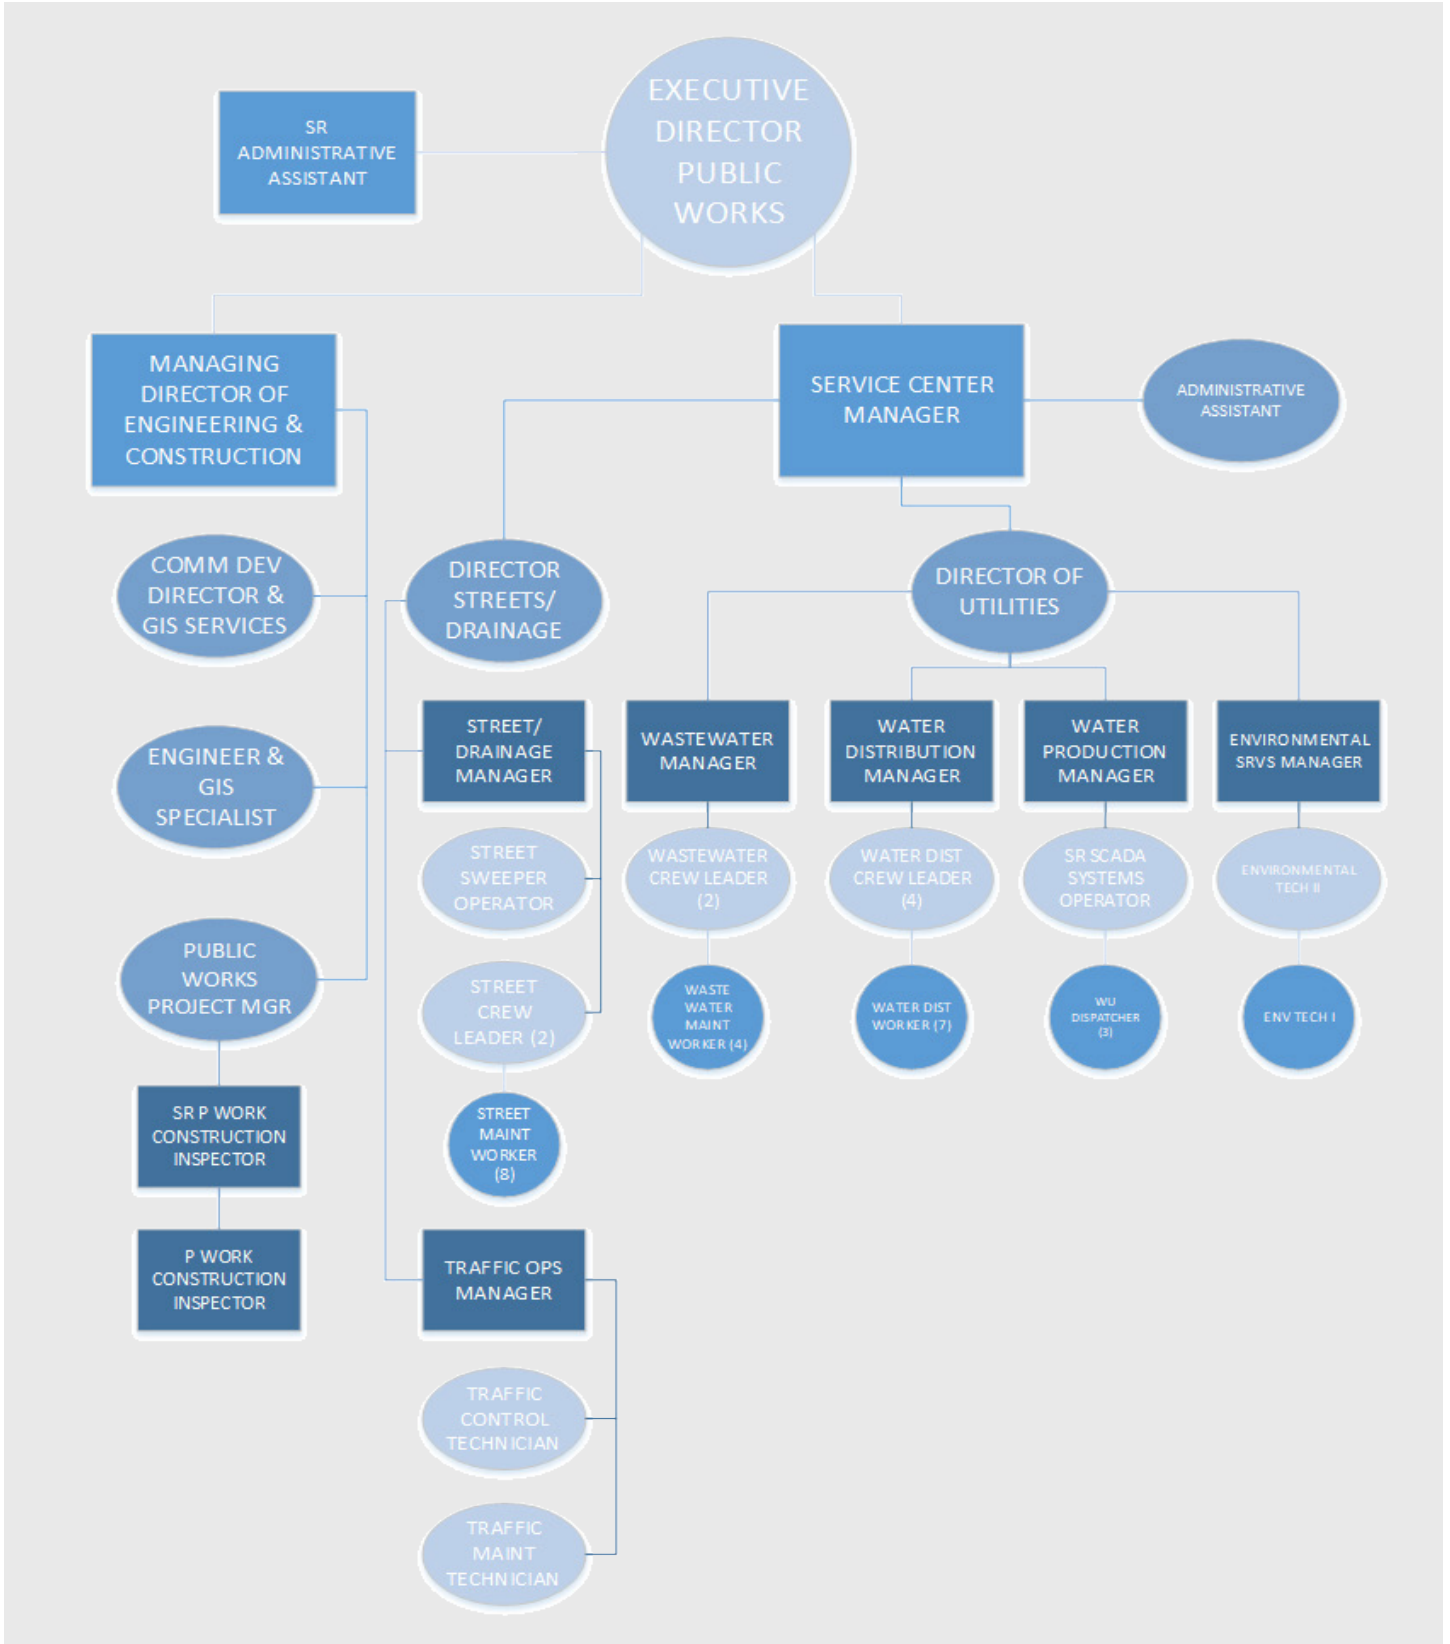 EXECUTIVE
DIRECTOR
PUBLIC
WORKS
SR
ADMINISTRATIVE
ASSISTANT
MANAGING
DIRECTOR OF
ENGINEERING &
CONSTRUCTION
SERVICE CENTER
MANAGER
ADMINISTRATIVE
ASSISTANT
COMM DEV
DIRECTOR &
GIS SERVICES
DIRECTOR
STREETS/
DRAINAGE
DIRECTOR OF
UTILITIES
ENGINEER &
GIS
SPECIALIST
STREET/
DRAINAGE
MANAGER
WASTEWATER
MANAGER
WATER
DISTRIBUTION
MANAGER
WATER
PRODUCTION
MANAGER
ENVIRONMENTAL
SRVS MANAGER
STREET
SWEEPER
OPERATOR
WASTEWATER
CREW LEADER
(2)
WATER DIST
CREW LEADER
(4)
SR SCADA
SYSTEMS
OPERATOR
ENVIRONMENTAL
TECH II
PUBLIC
WORKS
PROJECT MGR
STREET
CREW
LEADER (2)
WASTE
WATER
MAINT
WORKER (4)
WATER DIST
WORKER (7)
WU
DISPATCHER
(3)
ENV TECH I
SR P WORK
CONSTRUCTION
INSPECTOR
STREET
MAINT
WORKER
(8)
P WORK
CONSTRUCTION
INSPECTOR
TRAFFIC OPS
MANAGER
TRAFFIC
CONTROL
TECHNICIAN
TRAFFIC
MAINT
TECHNICIAN